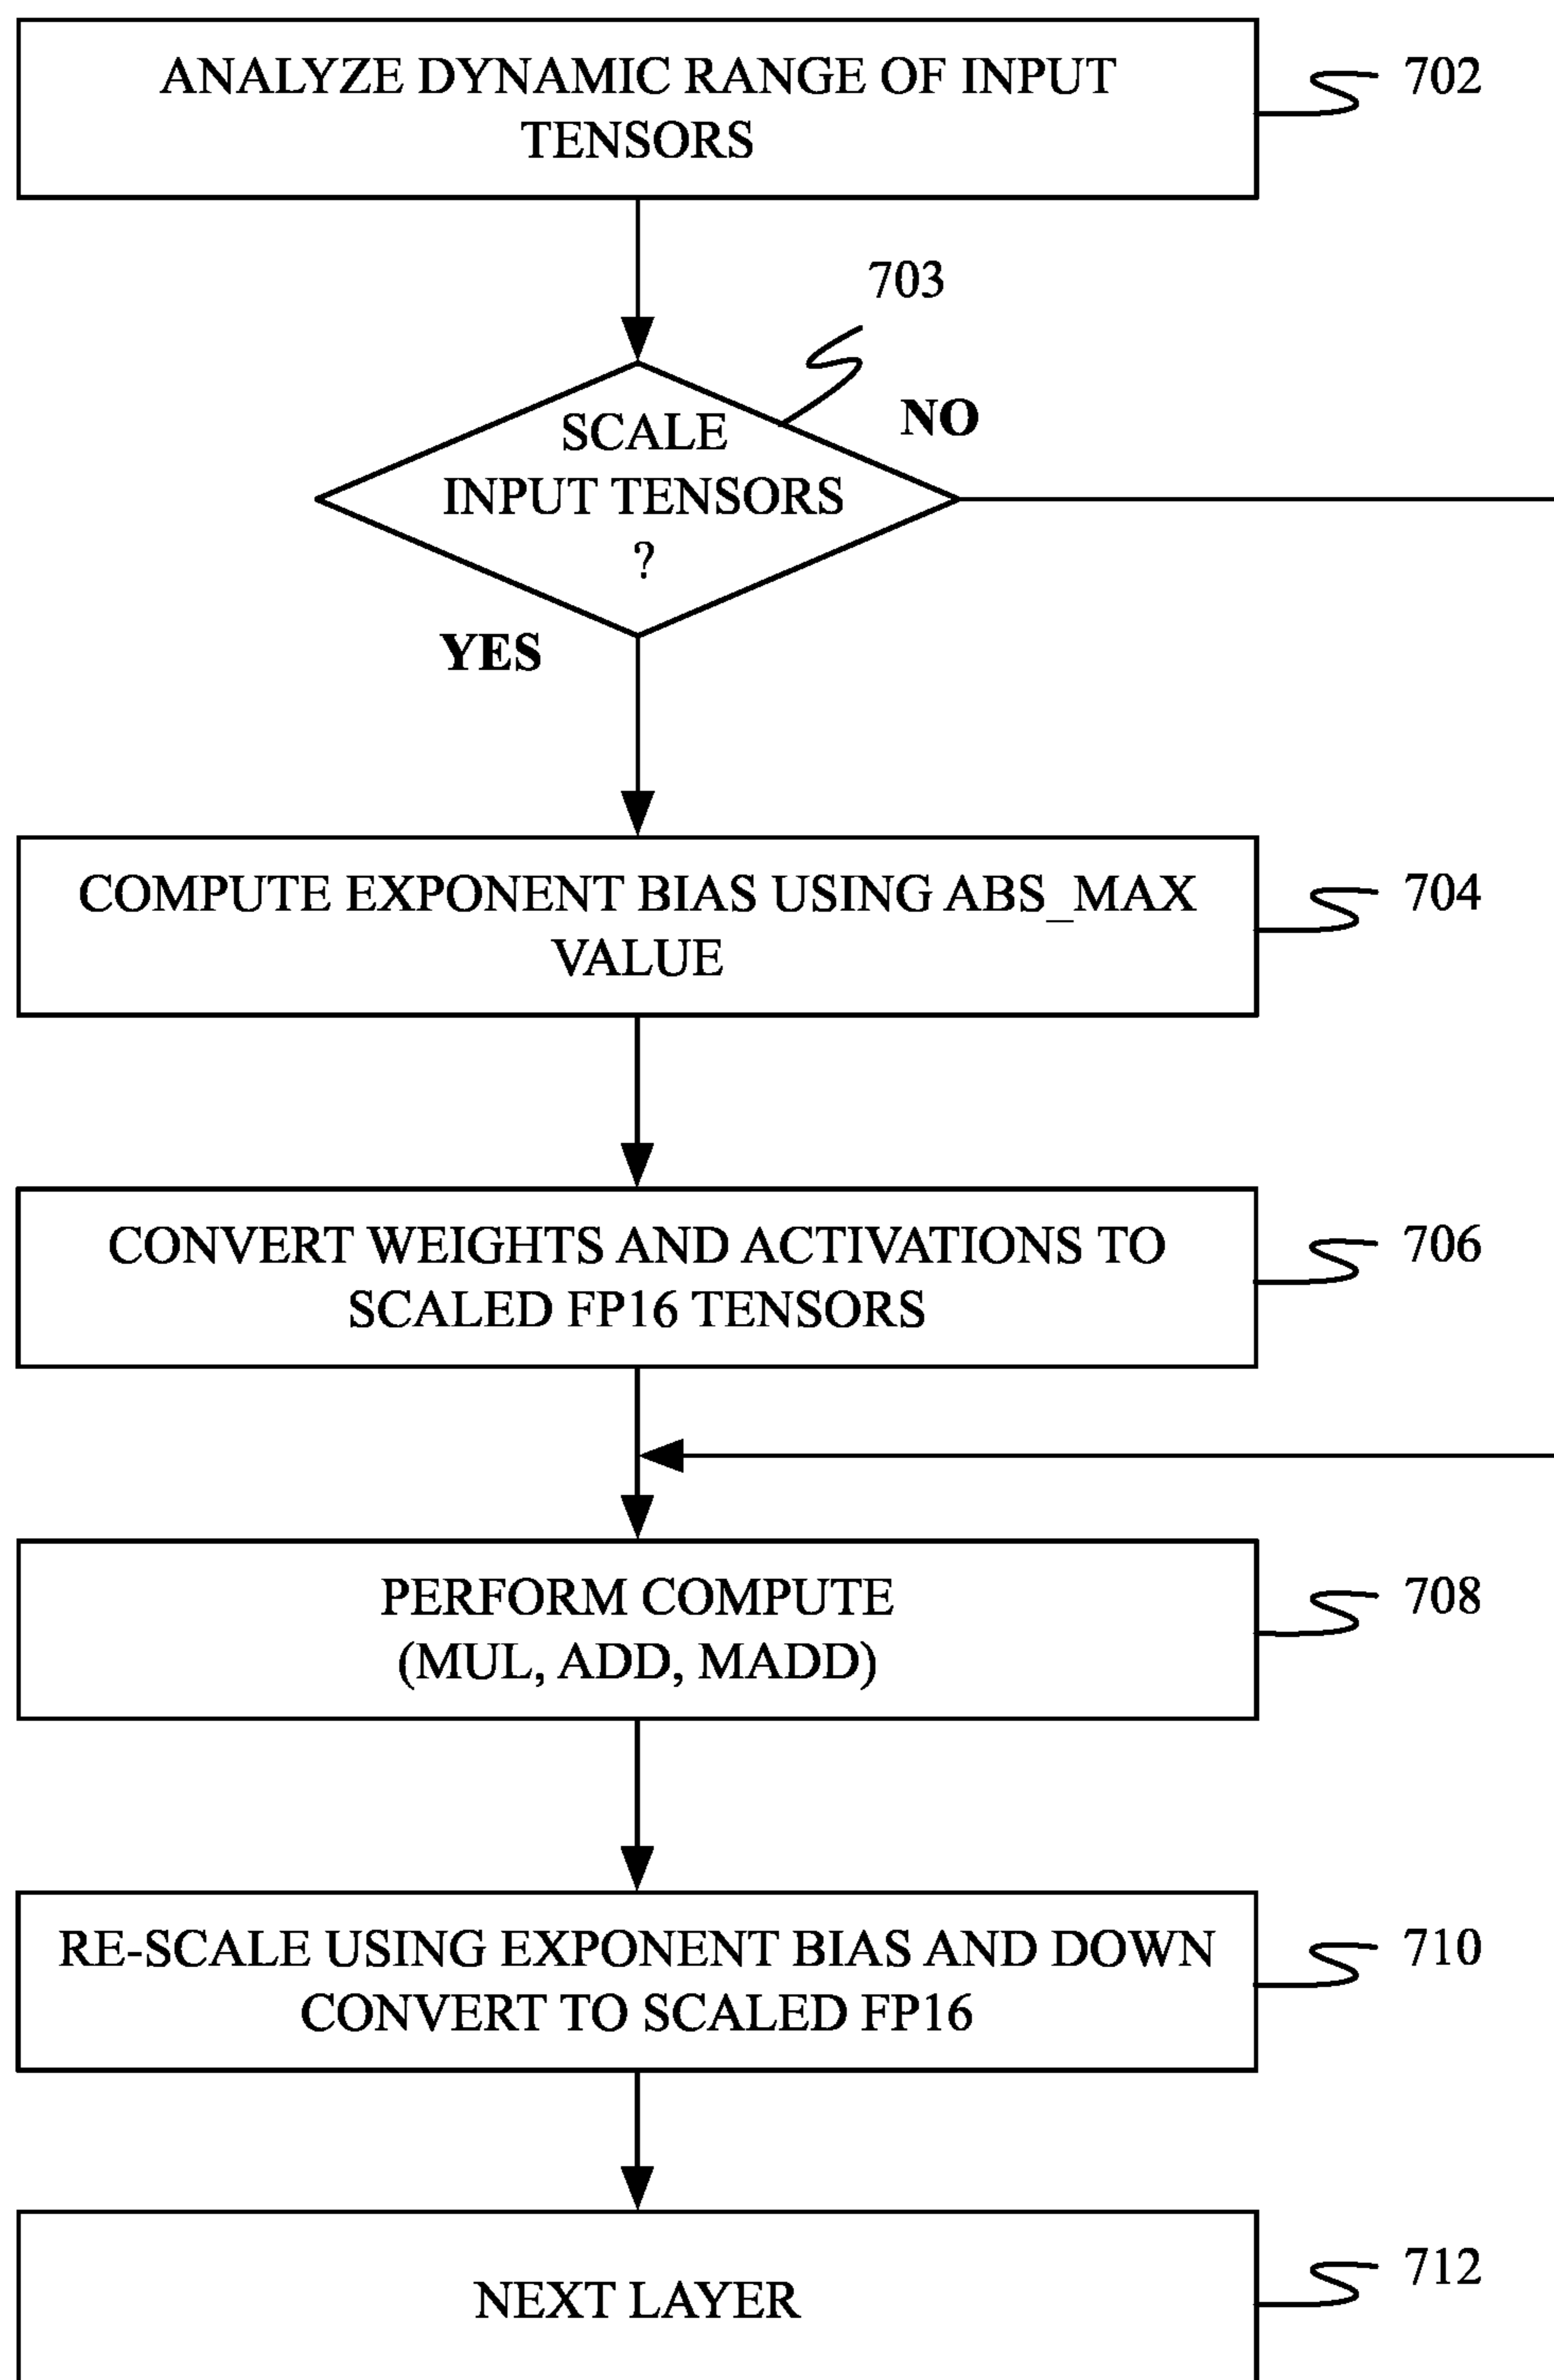 ANALYZE DYNAMIC RANGE OF INPUT
TENSORS
702
703
SCALE
INPUT TENSORS
?
NO
YES
COMPUTE EXPONENT BIAS USING ABS_MAX
VALUE
704
CONVERT WEIGHTS AND ACTIVATIONS TO
SCALED FP16 TENSORS
706
PERFORM COMPUTE
(MUL, ADD, MADD)
708
RE-SCALE USING EXPONENT BIAS AND DOWN
CONVERT TO SCALED FP16
710
NEXT LAYER
712